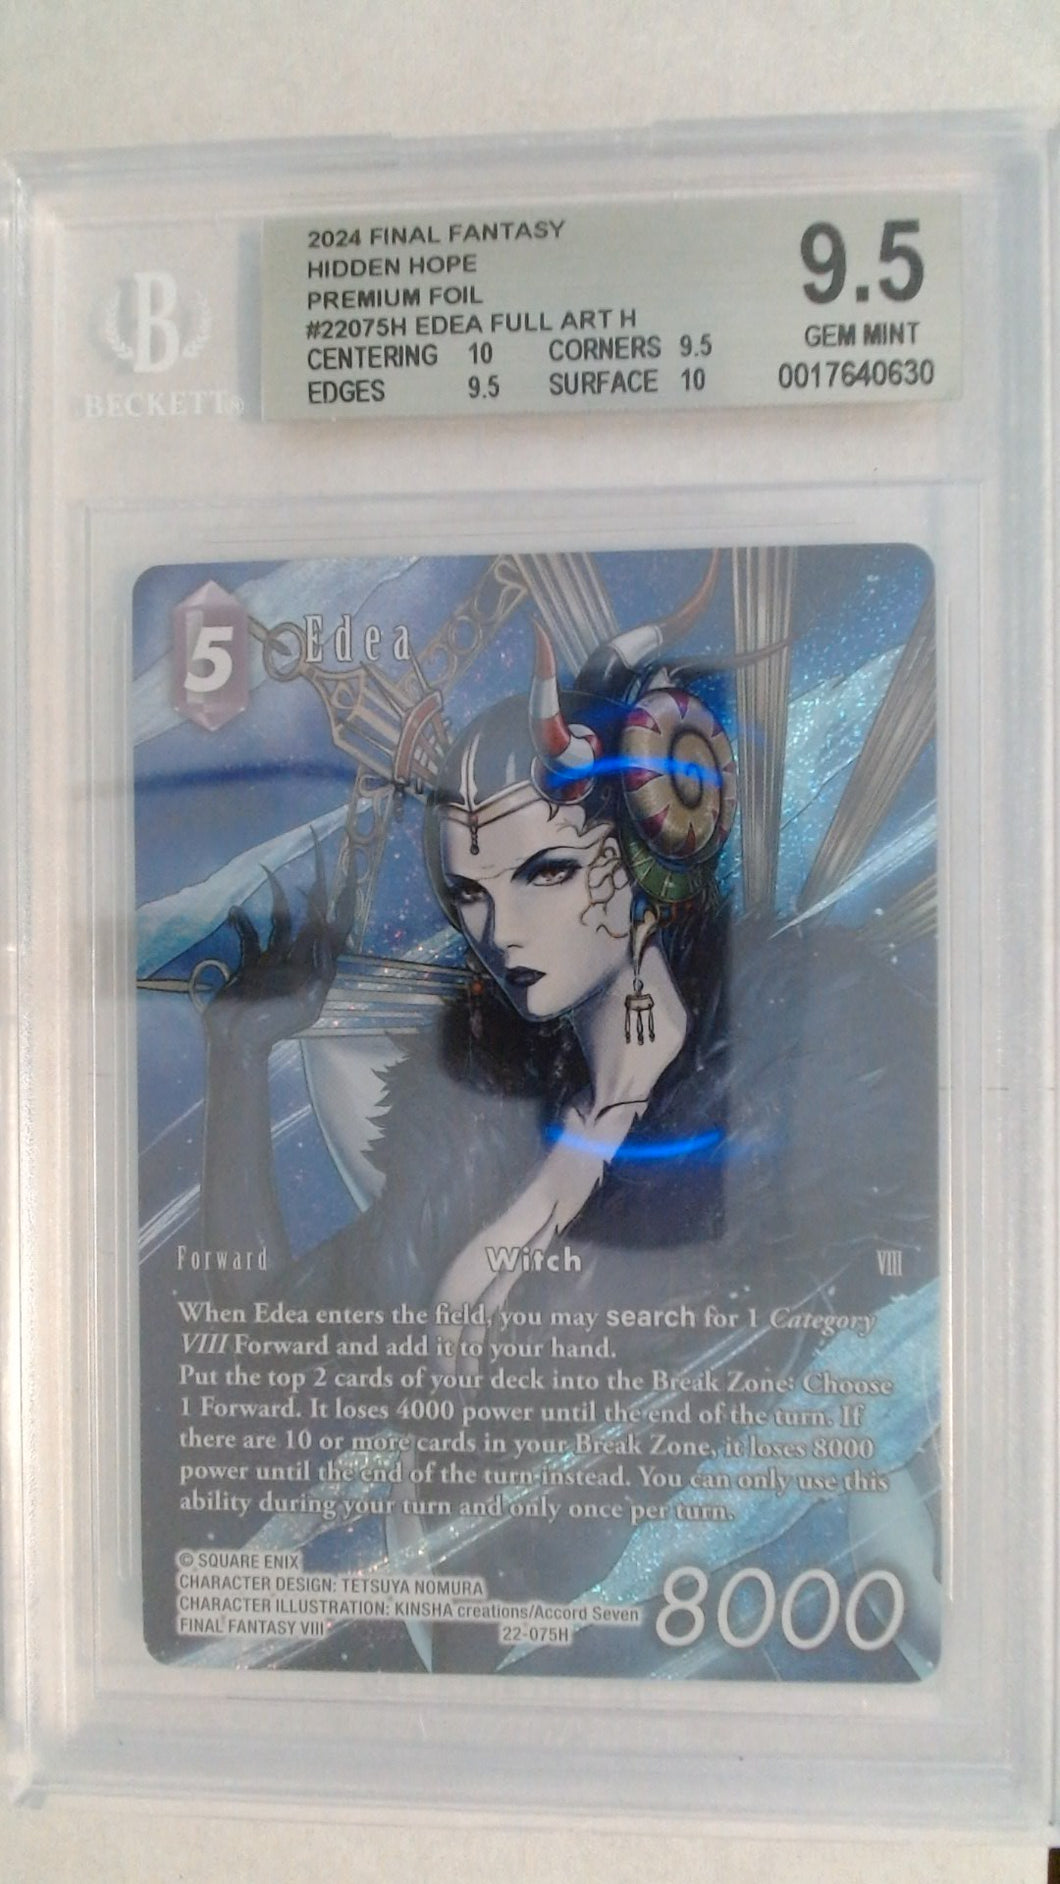 2024 FINAL FANTASY
HIDDEN HOPE
PREMIUM FOIL
#22075H EDEA FULL ART H
CENTERING 10 CORNERS 9.5
EDGES 9.5 SURFACE 10
9.5
GEM MINT
0017640630
B
BECKETT®
5
Edea
Forward Witch VIII
When Edea enters the field, you may search for 1 Category
VIII Forward and add it to your hand.
Put the top 2 cards of your deck into the Break Zone: Choose
1 Forward. It loses 4000 power until the end of the turn. If
there are 10 or more cards in your Break Zone, it loses 8000
power until the end of the turn instead. You can only use this
ability during your turn and only once per turn.
© SQUARE ENIX
CHARACTER DESIGN: TETSUYA NOMURA
CHARACTER ILLUSTRATION: KINSHA creations/Accord Seven
FINAL FANTASY VIII 22-075H
8000